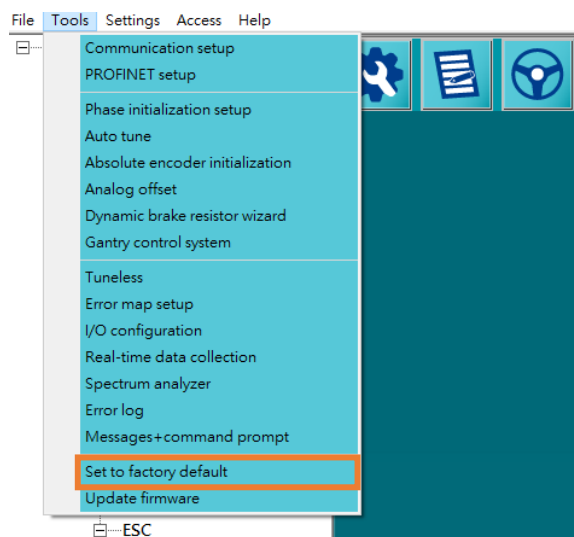 File Tools Settings Access Help
Communication setup
PROFINET setup
Phase initialization setup
Auto tune
Absolute encoder initialization
Analog offset
Dynamic brake resistor wizard
Gantry control system
Tuneless
Error map setup
I/O configuration
Real-time data collection
Spectrum analyzer
Error log
Messages+command prompt
Set to factory default
Update firmware
ESC